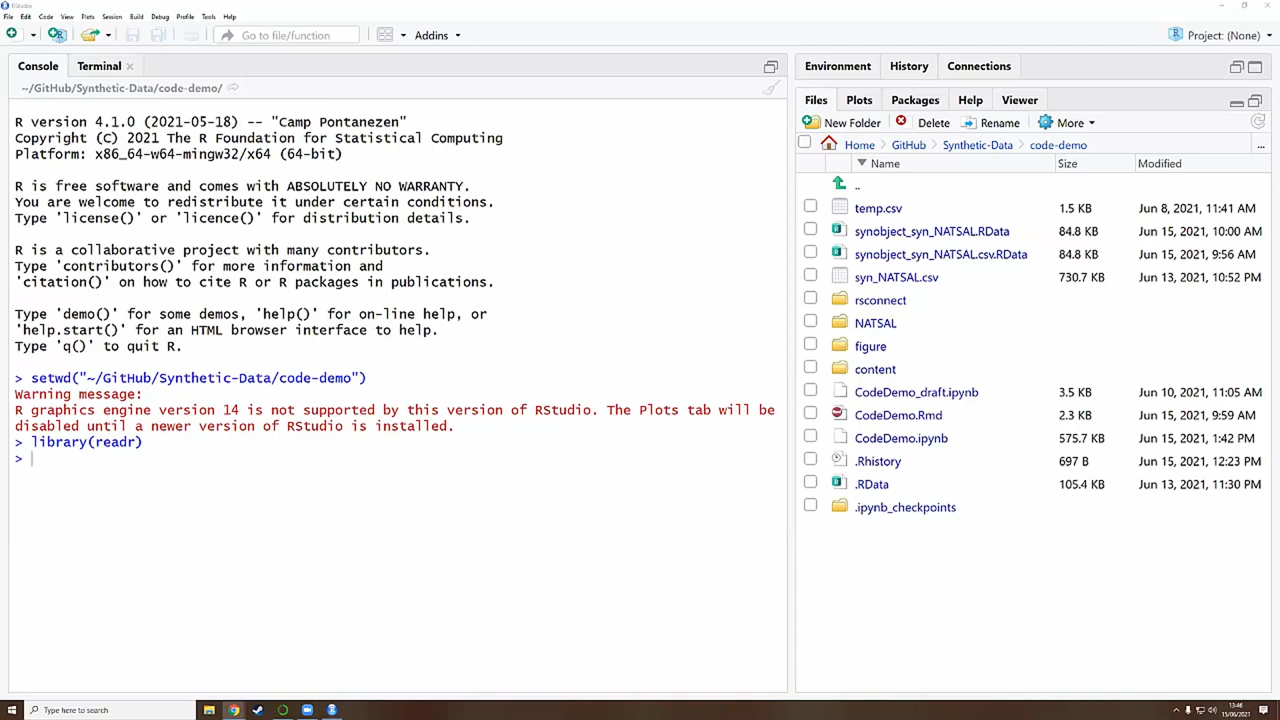 RStudio
File Edit Code View Plots Session Build Debug Profile Tools Help
Go to file/function
Addins
Project: (None)
Console Terminal
~/GitHub/Synthetic-Data/code-demo/
R version 4.1.0 (2021-05-18) -- "Camp Pontanezen"
Copyright (C) 2021 The R Foundation for Statistical Computing
Platform: x86_64-w64-mingw32/x64 (64-bit)
R is free software and comes with ABSOLUTELY NO WARRANTY.
You are welcome to redistribute it under certain conditions.
Type 'license()' or 'licence()' for distribution details.
R is a collaborative project with many contributors.
Type 'contributors()' for more information and
'citation()' on how to cite R or R packages in publications.
Type 'demo()' for some demos, 'help()' for on-line help, or
'help.start()' for an HTML browser interface to help.
Type 'q()' to quit R.
> setwd("~/GitHub/Synthetic-Data/code-demo")
Warning message:
R graphics engine version 14 is not supported by this version of RStudio. The Plots tab will be
disabled until a newer version of RStudio is installed.
> library(readr)
>
Environment History Connections
Files Plots Packages Help Viewer
New Folder Delete Rename More
Home GitHub Synthetic-Data code-demo ...
Name Size Modified
..
temp.csv 1.5 KB Jun 8, 2021, 11:41 AM
synobject_syn_NATSAL.RData 84.8 KB Jun 15, 2021, 10:00 AM
synobject_syn_NATSAL.csv.RData 84.8 KB Jun 15, 2021, 9:56 AM
syn_NATSAL.csv 730.7 KB Jun 13, 2021, 10:52 PM
rsconnect
NATSAL
figure
content
CodeDemo_draft.ipynb 3.5 KB Jun 10, 2021, 11:05 AM
CodeDemo.Rmd 2.3 KB Jun 15, 2021, 9:59 AM
CodeDemo.ipynb 575.7 KB Jun 15, 2021, 1:42 PM
.Rhistory 697 B Jun 15, 2021, 12:23 PM
.RData 105.4 KB Jun 13, 2021, 11:30 PM
.ipynb_checkpoints
Type here to search
13:46
15/06/2021